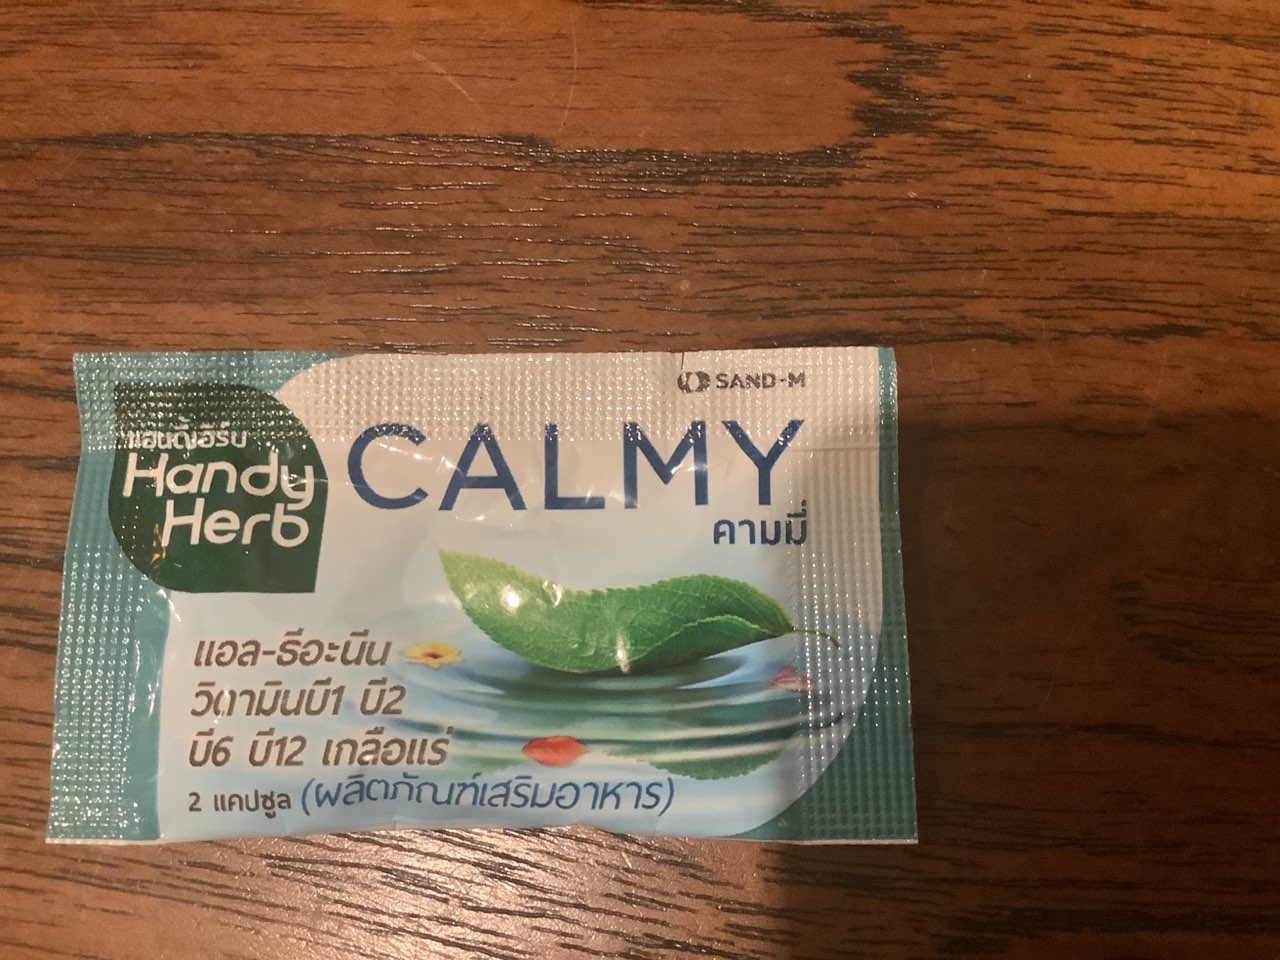 SAND-M
แฮนดี้เฮิร์บ
Handy
Herb
CALMY
คามมี่
แอล-ธีอะนีน
วิตามินบี1 บี2
บี6 บี12 เกลือแร่
2 แคปซูล (ผลิตภัณฑ์เสริมอาหาร)